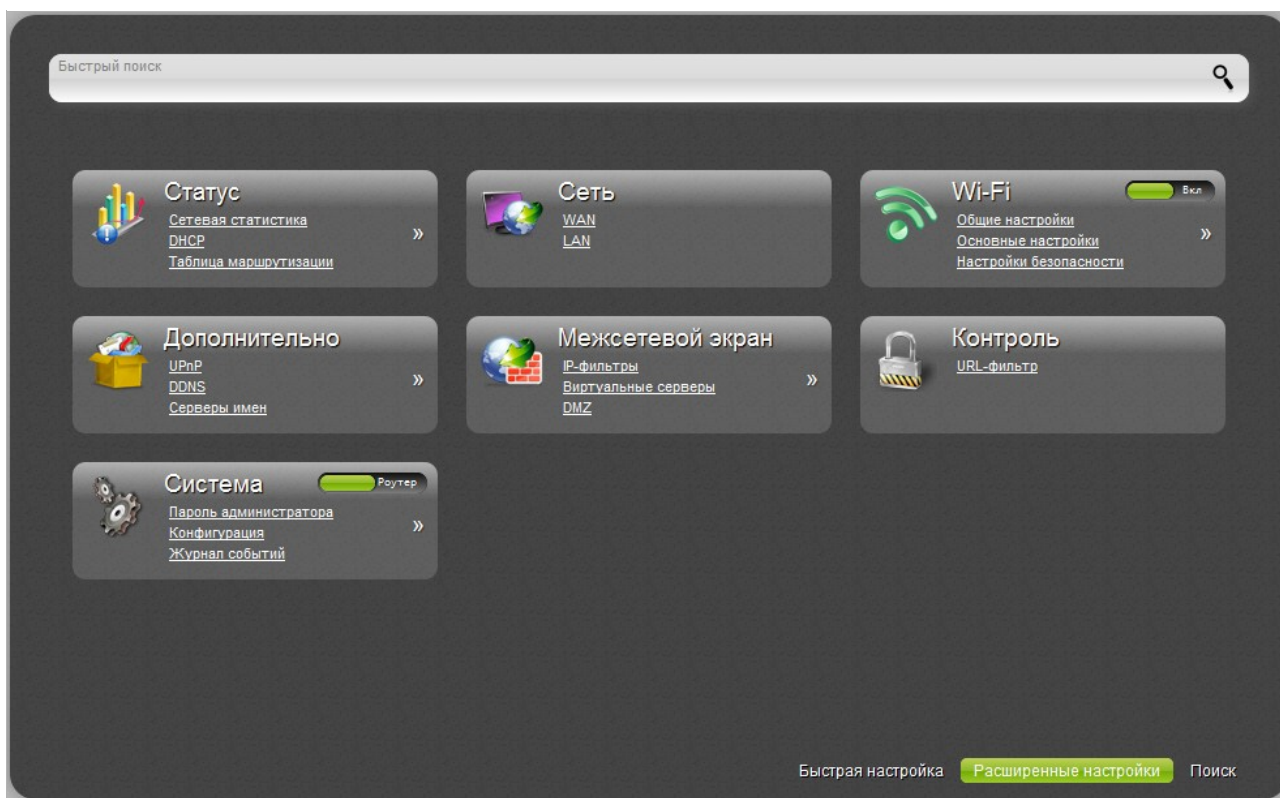 Быстрый поиск
Статус
Сетевая статистика
DHCP
Таблица маршрутизации
»
Сеть
WAN
LAN
Wi-Fi
Вкл
Общие настройки
Основные настройки
Настройки безопасности
»
Дополнительно
UPnP
DDNS
Серверы имен
»
Межсетевой экран
IP-фильтры
Виртуальные серверы
DMZ
»
Контроль
URL-фильтр
Система
Роутер
Пароль администратора
Конфигурация
Журнал событий
»
Быстрая настройка Расширенные настройки Поиск